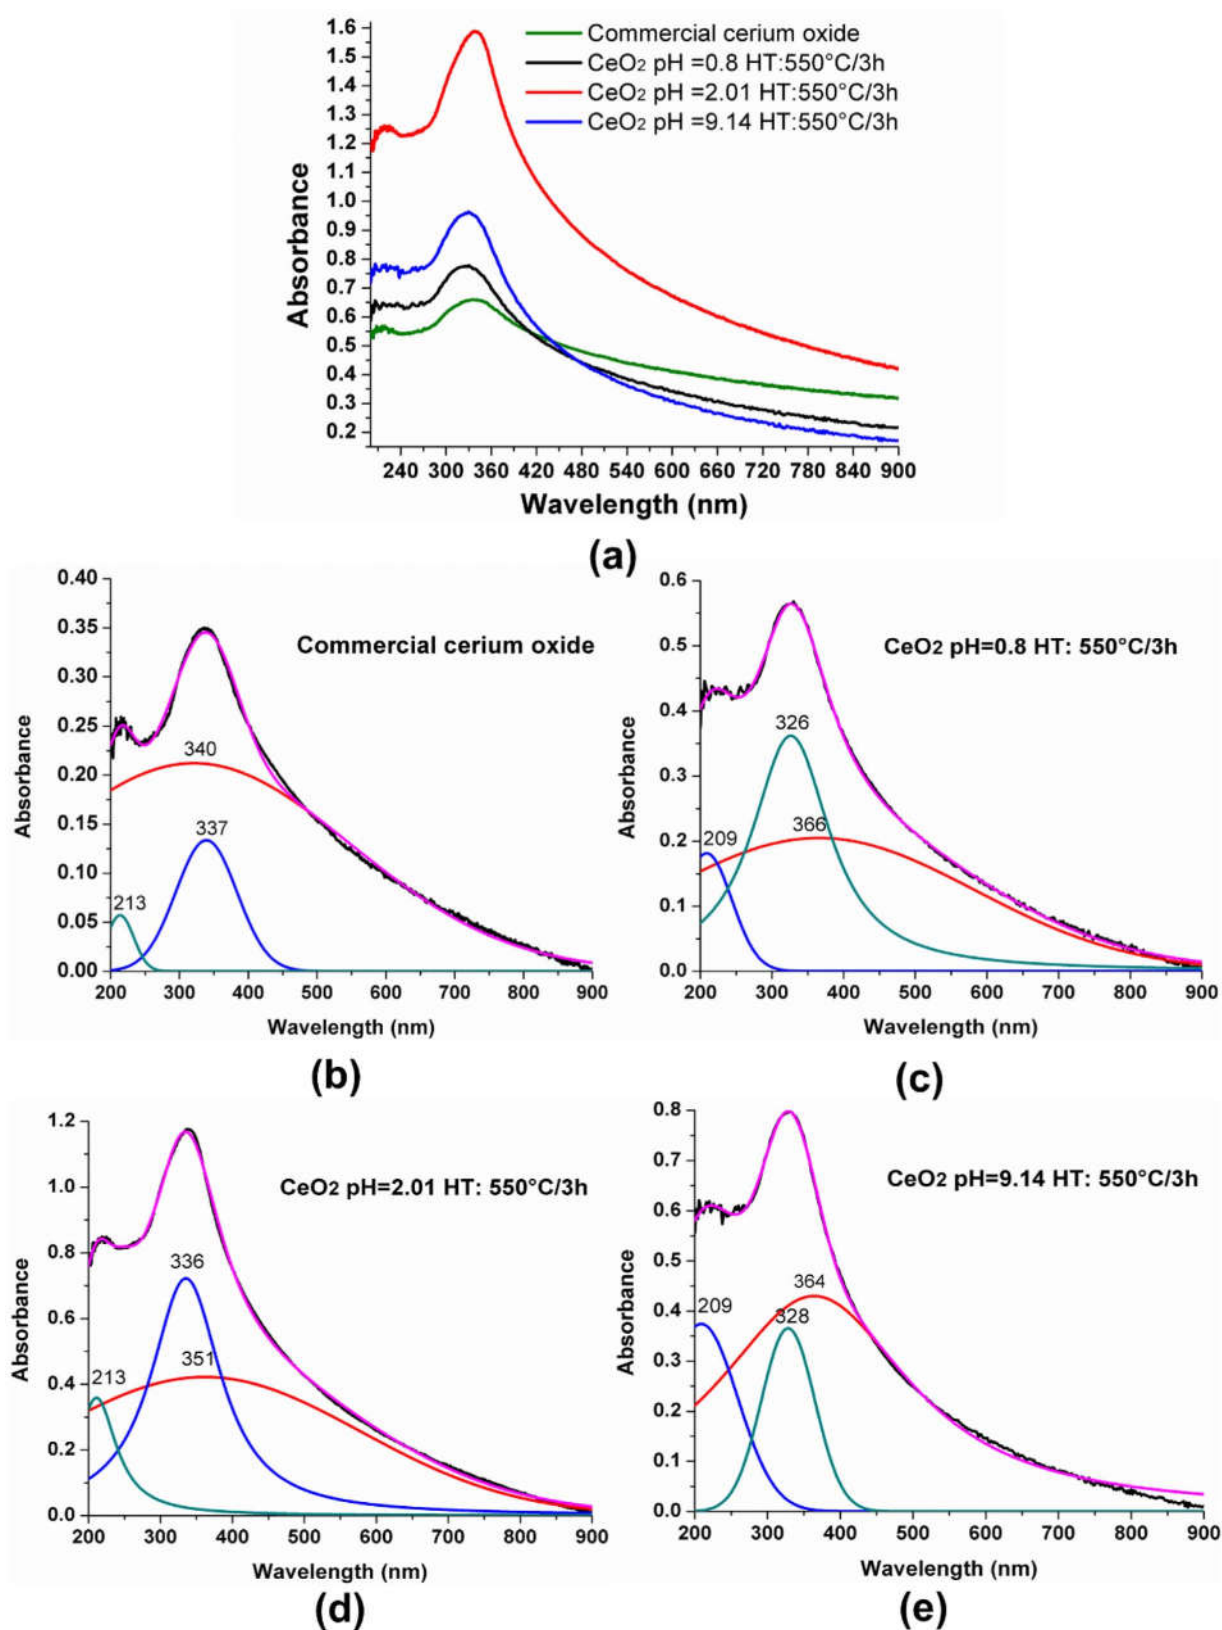 1.6
1.5
1.4
1.3
1.2
1.1
1.0
0.9
0.8
0.7
0.6
0.5
0.4
0.3
0.2
Absorbance
Commercial cerium oxide
CeO2 pH =0.8 HT:550°C/3h
CeO2 pH =2.01 HT:550°C/3h
CeO2 pH =9.14 HT:550°C/3h
240 300 360 420 480 540 600 660 720 780 840 900
Wavelength (nm)
(a)
0.40
0.35
0.30
0.25
0.20
0.15
0.10
0.05
0.00
Absorbance
Commercial cerium oxide
340
337
213
200 300 400 500 600 700 800 900
Wavelength (nm)
(b)
0.6
0.5
0.4
0.3
0.2
0.1
0.0
Absorbance
CeO2 pH=0.8 HT: 550°C/3h
326
366
209
200 300 400 500 600 700 800 900
Wavelength (nm)
(c)
1.2
1.0
0.8
0.6
0.4
0.2
0.0
Absorbance
CeO2 pH=2.01 HT: 550°C/3h
336
351
213
200 300 400 500 600 700 800 900
Wavelength (nm)
(d)
0.8
0.7
0.6
0.5
0.4
0.3
0.2
0.1
0.0
Absorbance
CeO2 pH=9.14 HT: 550°C/3h
364
209
328
200 300 400 500 600 700 800 900
Wavelength (nm)
(e)